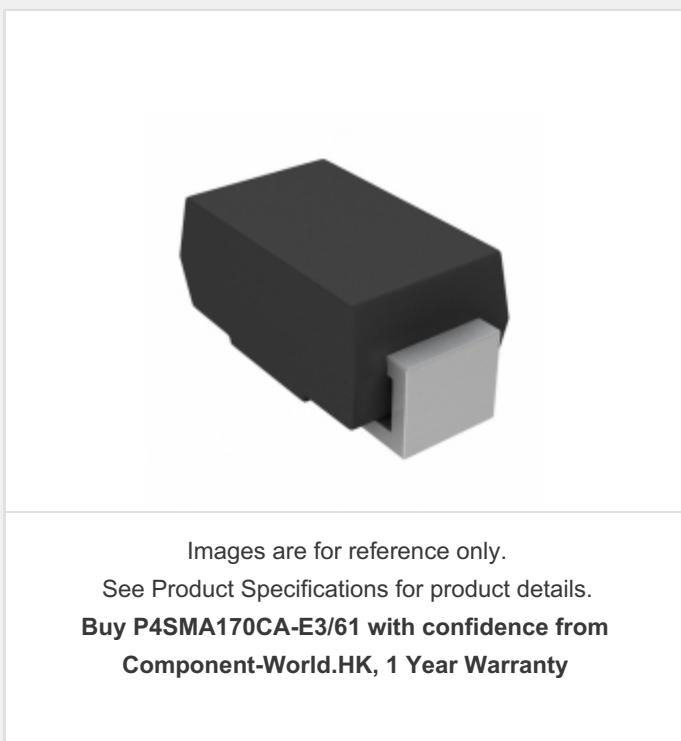 Images are for reference only.
See Product Specifications for product details.
Buy P4SMA170CA-E3/61 with confidence from
Component-World.HK, 1 Year Warranty